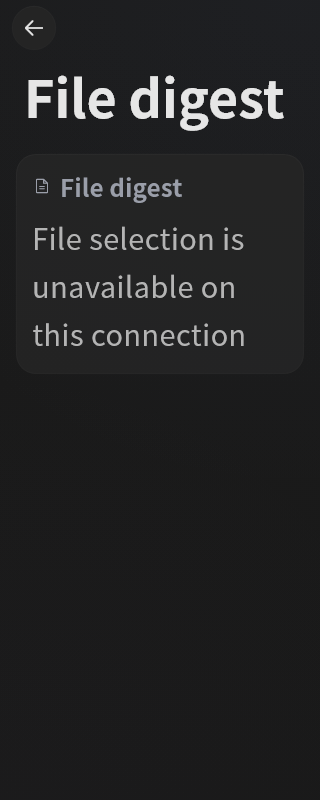 File digest
File digest
File selection is
unavailable on
this connection